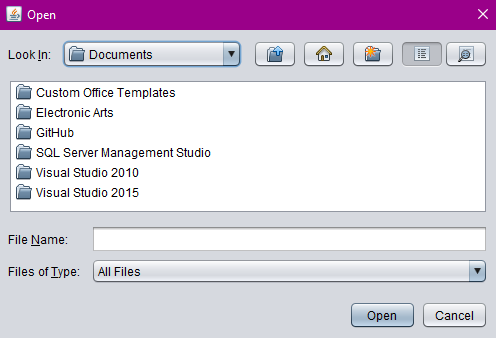 Open
Look In: Documents
Custom Office Templates
Electronic Arts
GitHub
SQL Server Management Studio
Visual Studio 2010
Visual Studio 2015
File Name:
Files of Type: All Files
Open Cancel